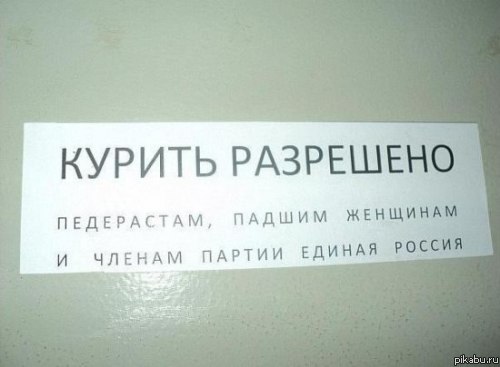 КУРИТЬ РАЗРЕШЕНО
ПЕДЕРАСТАМ, ПАДШИМ ЖЕНЩИНАМ
И ЧЛЕНАМ ПАРТИИ ЕДИНАЯ РОССИЯ
pikabu.ru